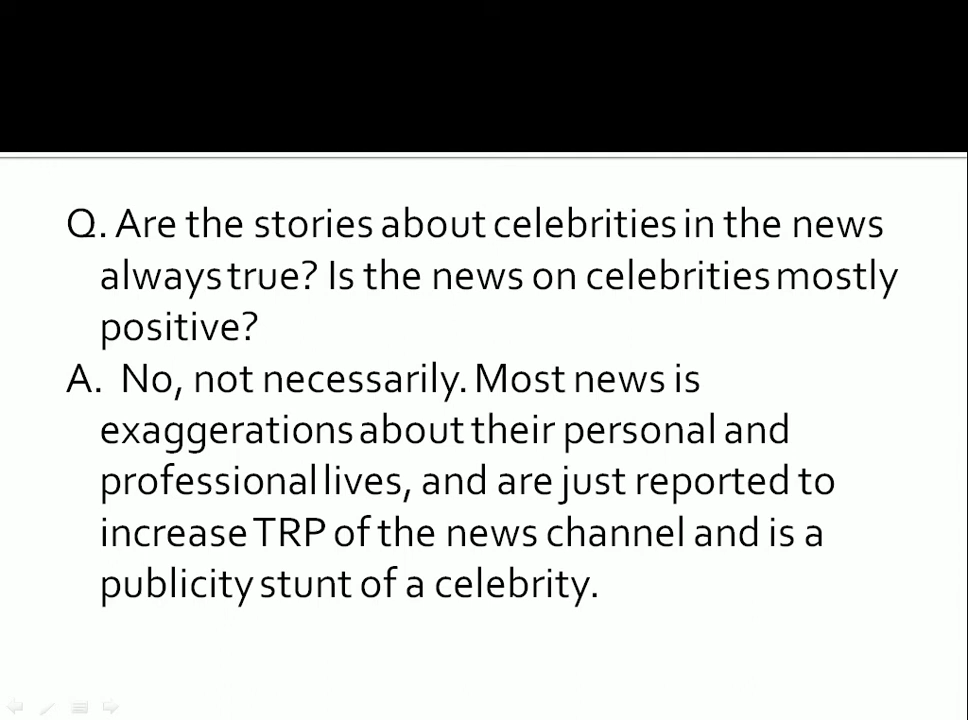 Q. Are the stories about celebrities in the news
always true? Is the news on celebrities mostly
positive?
A. No, not necessarily. Most news is
exaggerations about their personal and
professional lives, and are just reported to
increase TRP of the news channel and is a
publicity stunt of a celebrity.